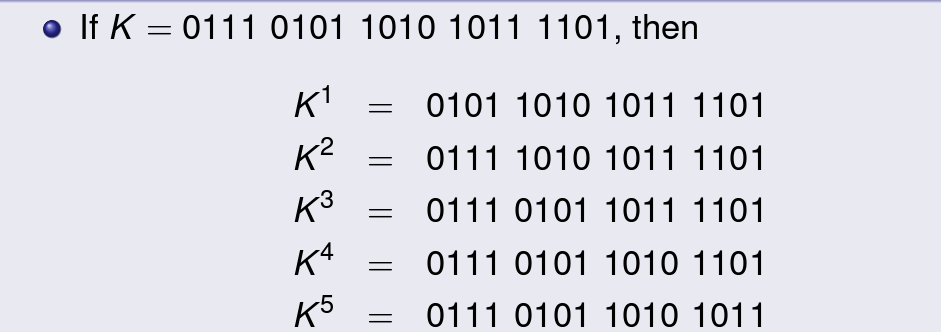 If K = 0111 0101 1010 1011 1101, then
K¹ = 0101 1010 1011 1101
K² = 0111 1010 1011 1101
K³ = 0111 0101 1011 1101
K⁴ = 0111 0101 1010 1101
K⁵ = 0111 0101 1010 1011